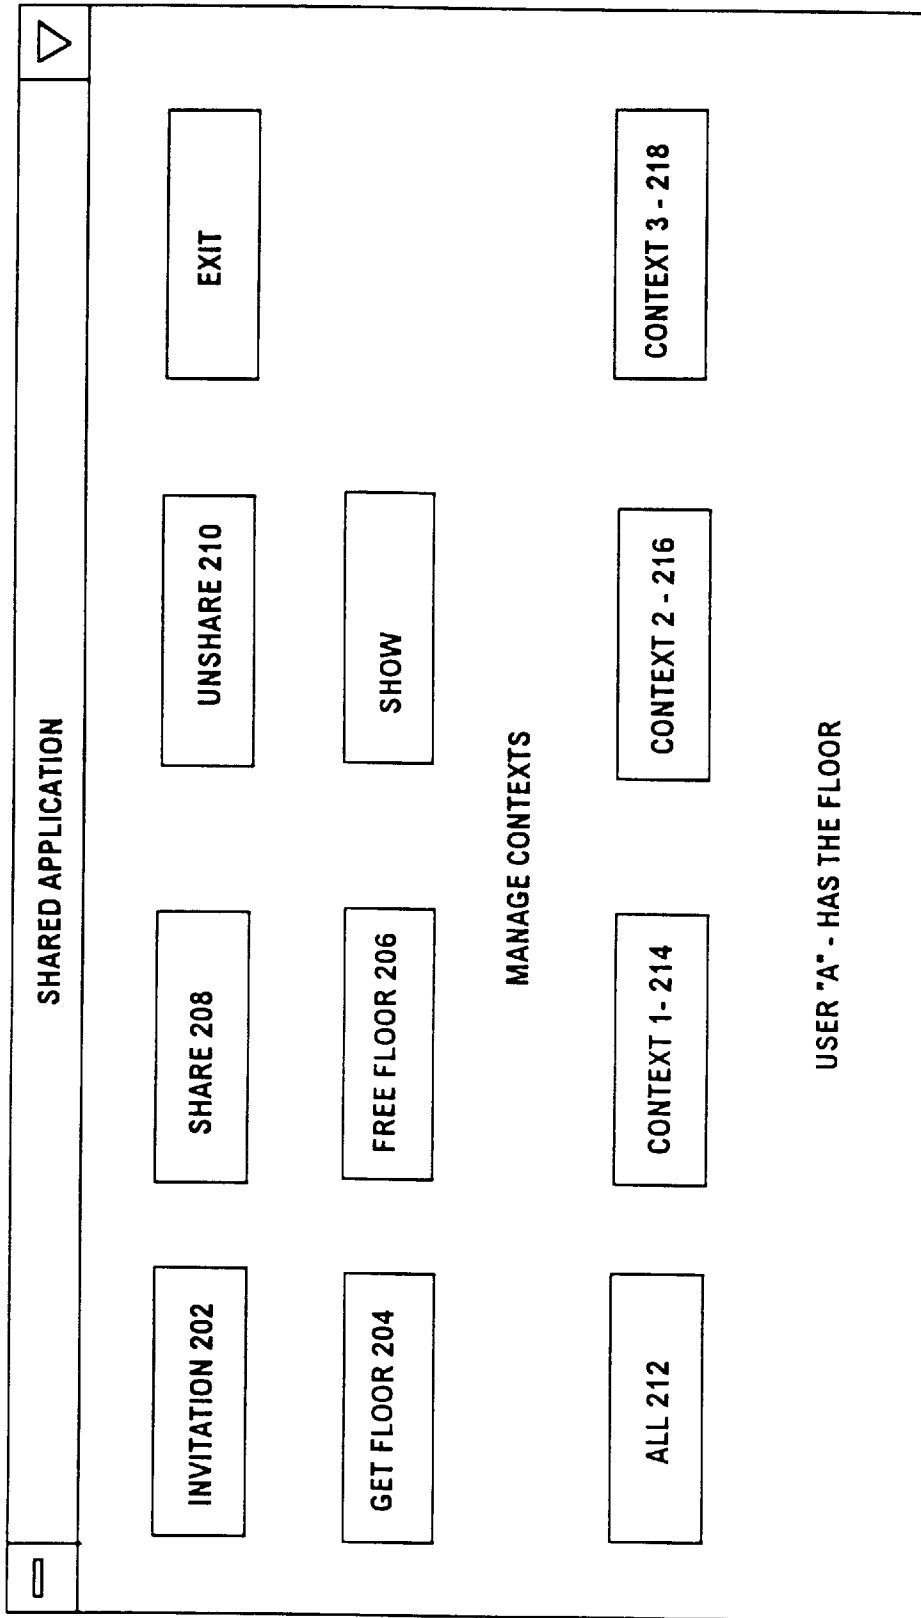 SHARED APPLICATION
INVITATION 202
SHARE 208
UNSHARE 210
EXIT
GET FLOOR 204
FREE FLOOR 206
SHOW
MANAGE CONTEXTS
ALL 212
CONTEXT 1- 214
CONTEXT 2 - 216
CONTEXT 3 - 218
USER "A" - HAS THE FLOOR